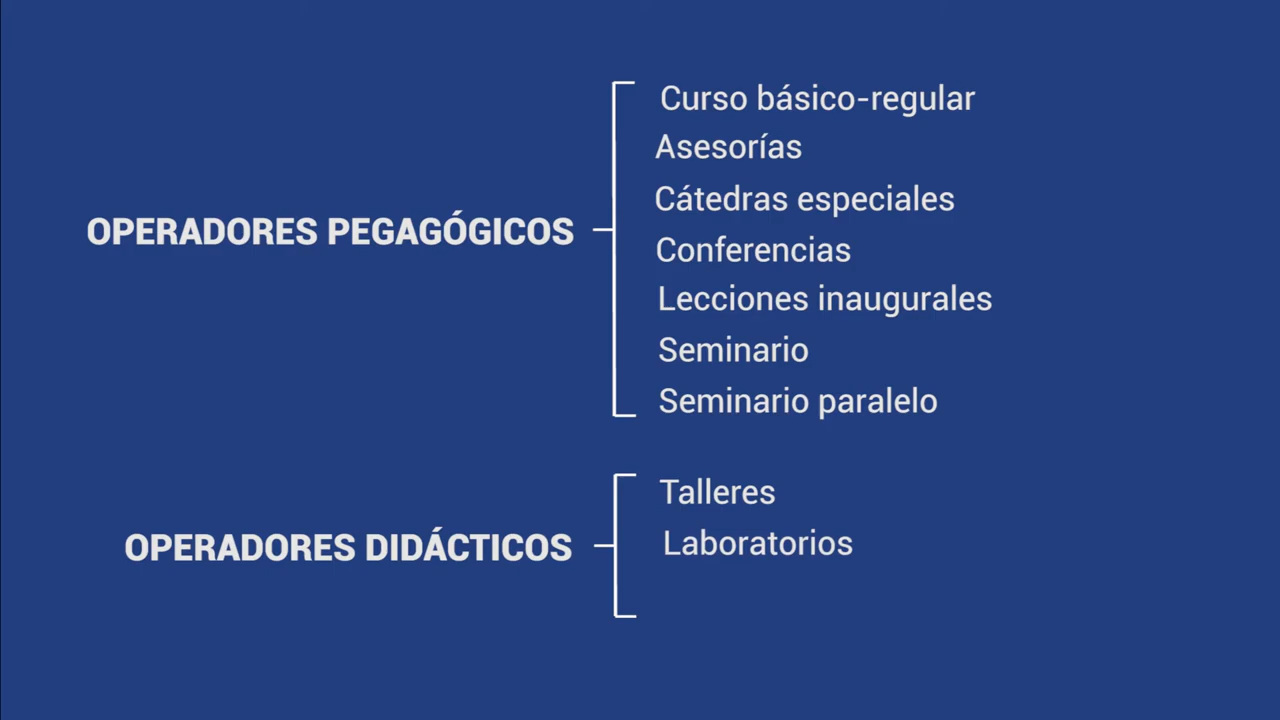 OPERADORES PEGAGÓGICOS
Curso básico-regular
Asesorías
Cátedras especiales
Conferencias
Lecciones inaugurales
Seminario
Seminario paralelo
OPERADORES DIDÁCTICOS
Talleres
Laboratorios